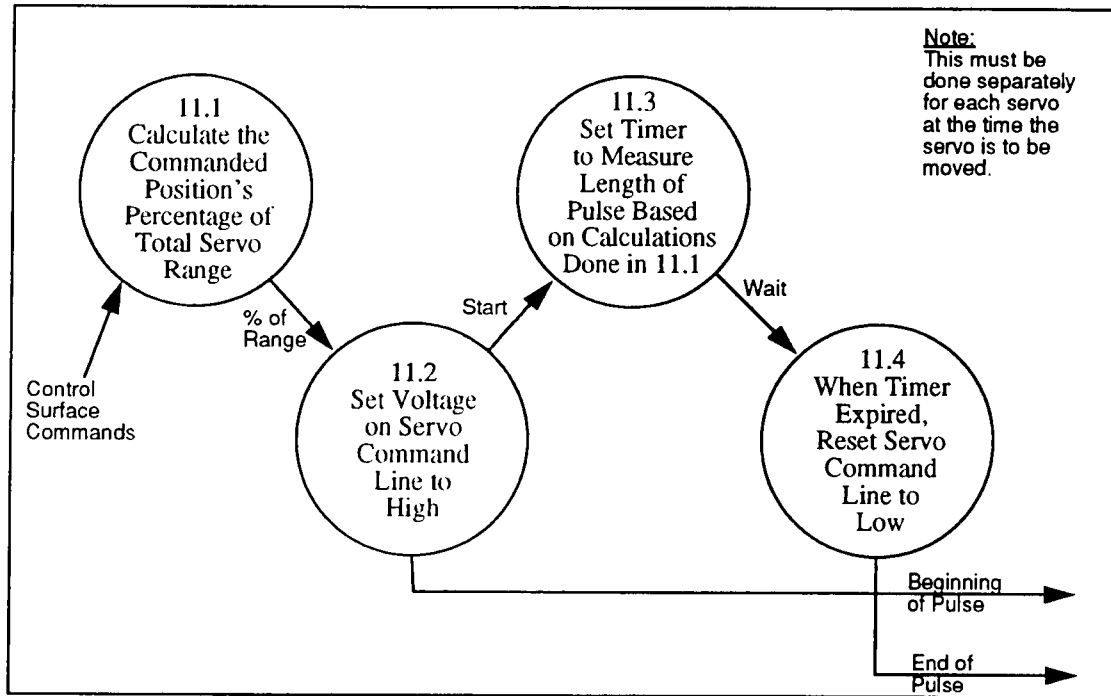 Note:
This must be
done separately
for each servo
at the time the
servo is to be
moved.
11.1
Calculate the
Commanded
Position's
Percentage of
Total Servo
Range
11.3
Set Timer
to Measure
Length of
Pulse Based
on Calculations
Done in 11.1
% of
Range
Start
Wait
Control
Surface
Commands
11.2
Set Voltage
on Servo
Command
Line to
High
11.4
When Timer
Expired,
Reset Servo
Command
Line to
Low
Beginning
of Pulse
End of
Pulse